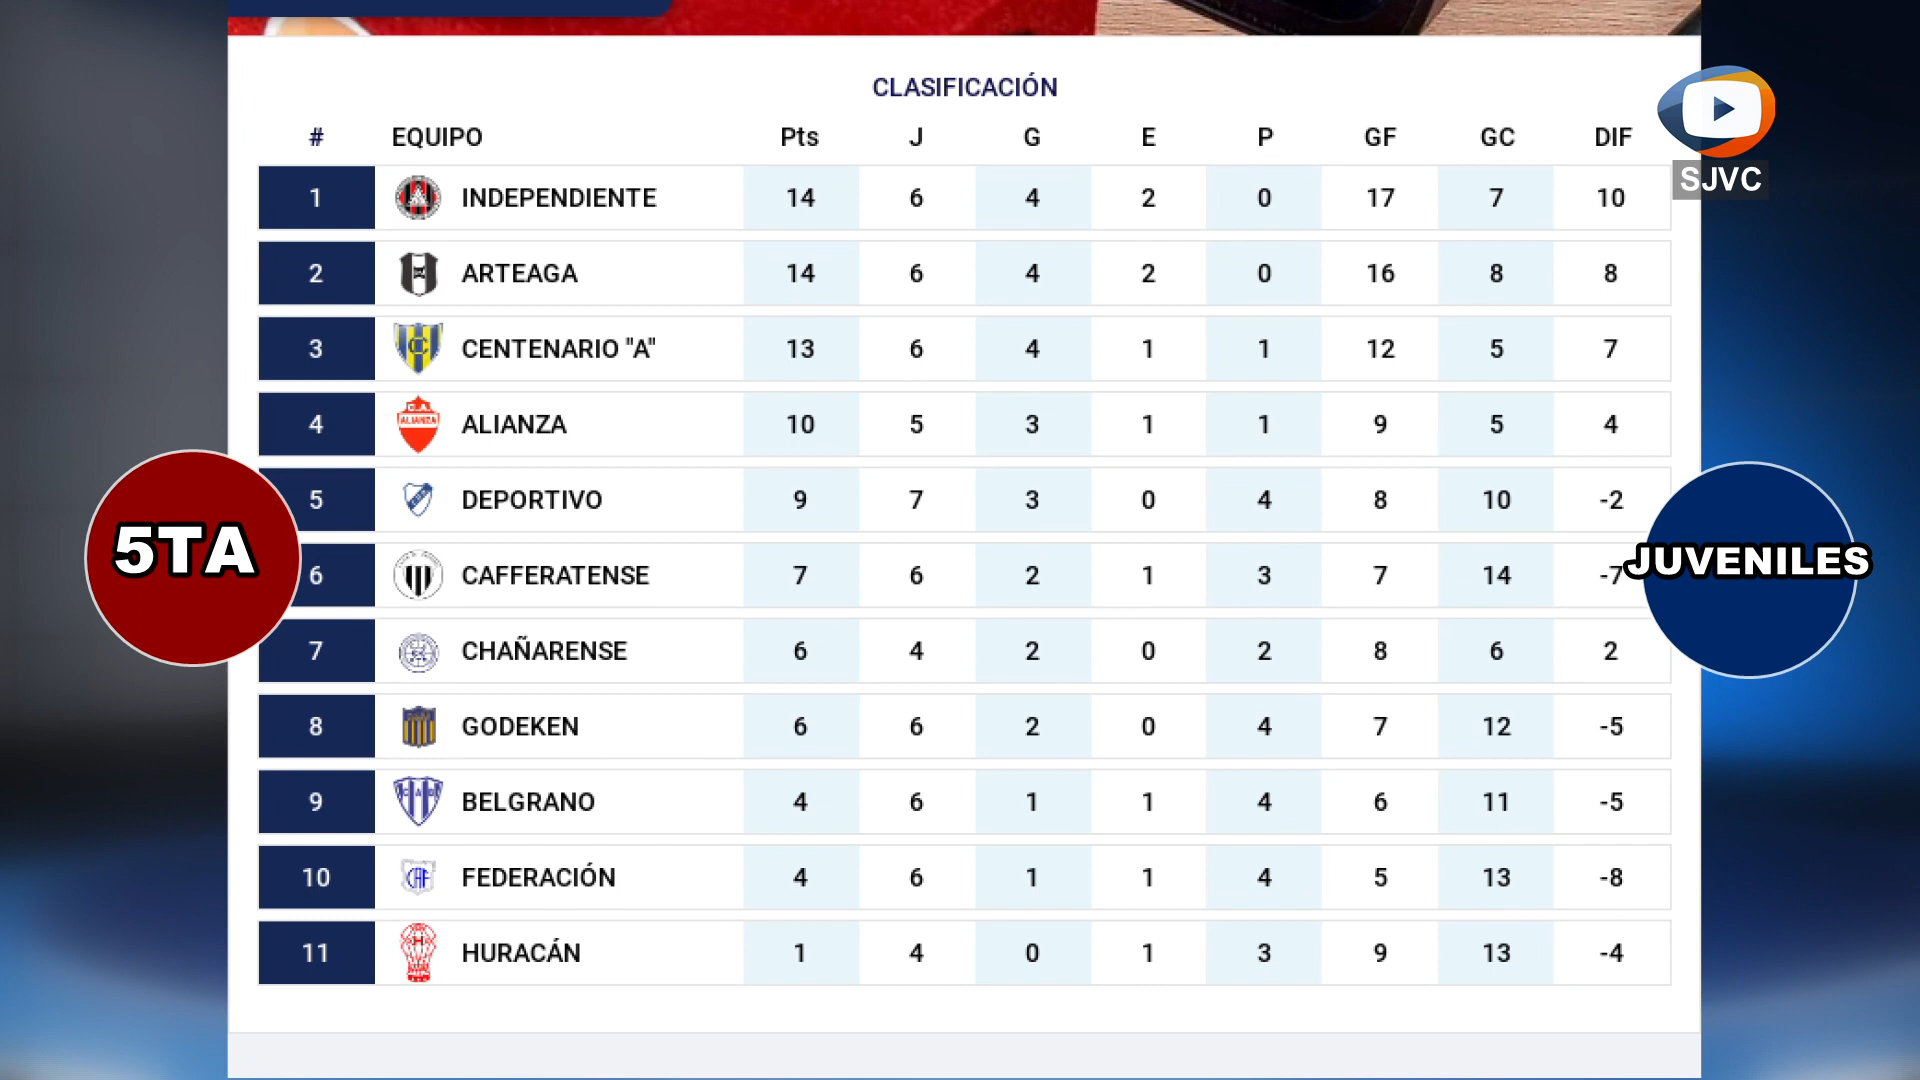 CLASIFICACIÓN
# EQUIPO Pts J G E P GF GC DIF
SJVC
1 INDEPENDIENTE 14 6 4 2 0 17 7 10
2 ARTEAGA 14 6 4 2 0 16 8 8
3 CENTENARIO "A" 13 6 4 1 1 12 5 7
4 ALIANZA 10 5 3 1 1 9 5 4
5 DEPORTIVO 9 7 3 0 4 8 10 -2
5TA
JUVENILES
6 CAFFERATENSE 7 6 2 1 3 7 14 -7
7 CHAÑARENSE 6 4 2 0 2 8 6 2
8 GODEKEN 6 6 2 0 4 7 12 -5
9 BELGRANO 4 6 1 1 4 6 11 -5
10 FEDERACIÓN 4 6 1 1 4 5 13 -8
11 HURACÁN 1 4 0 1 3 9 13 -4